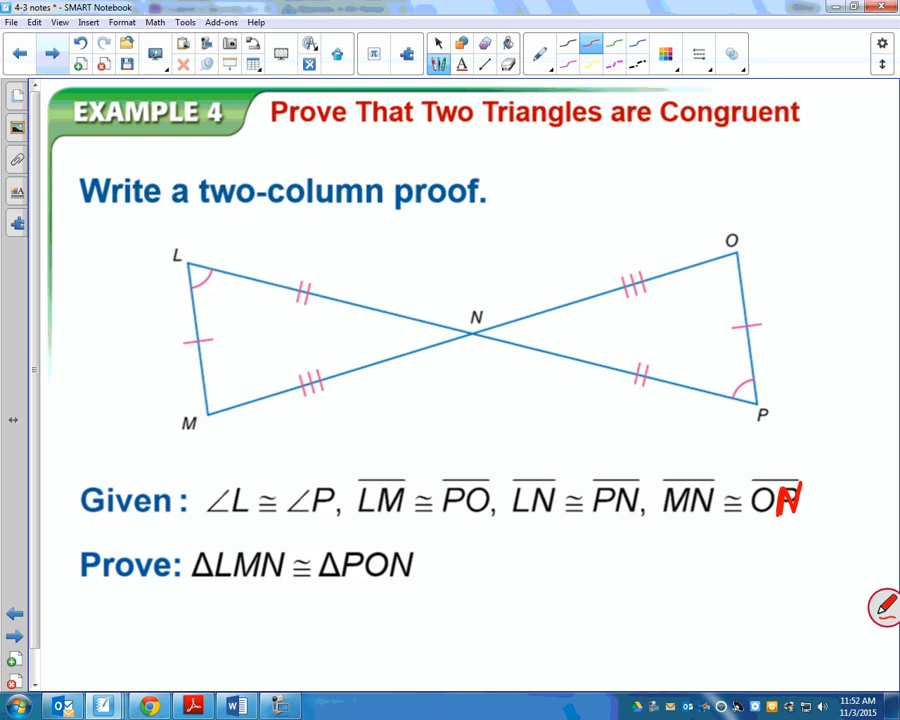 4-3 notes * - SMART Notebook
File Edit View Insert Format Math Tools Add-ons Help
EXAMPLE 4 Prove That Two Triangles are Congruent
Write a two-column proof.
L
O
N
M
P
Given : ∠L ≅ ∠P, LM ≅ PO, LN ≅ PN, MN ≅ ON
Prove: ΔLMN ≅ ΔPON
11:52 AM
11/3/2015